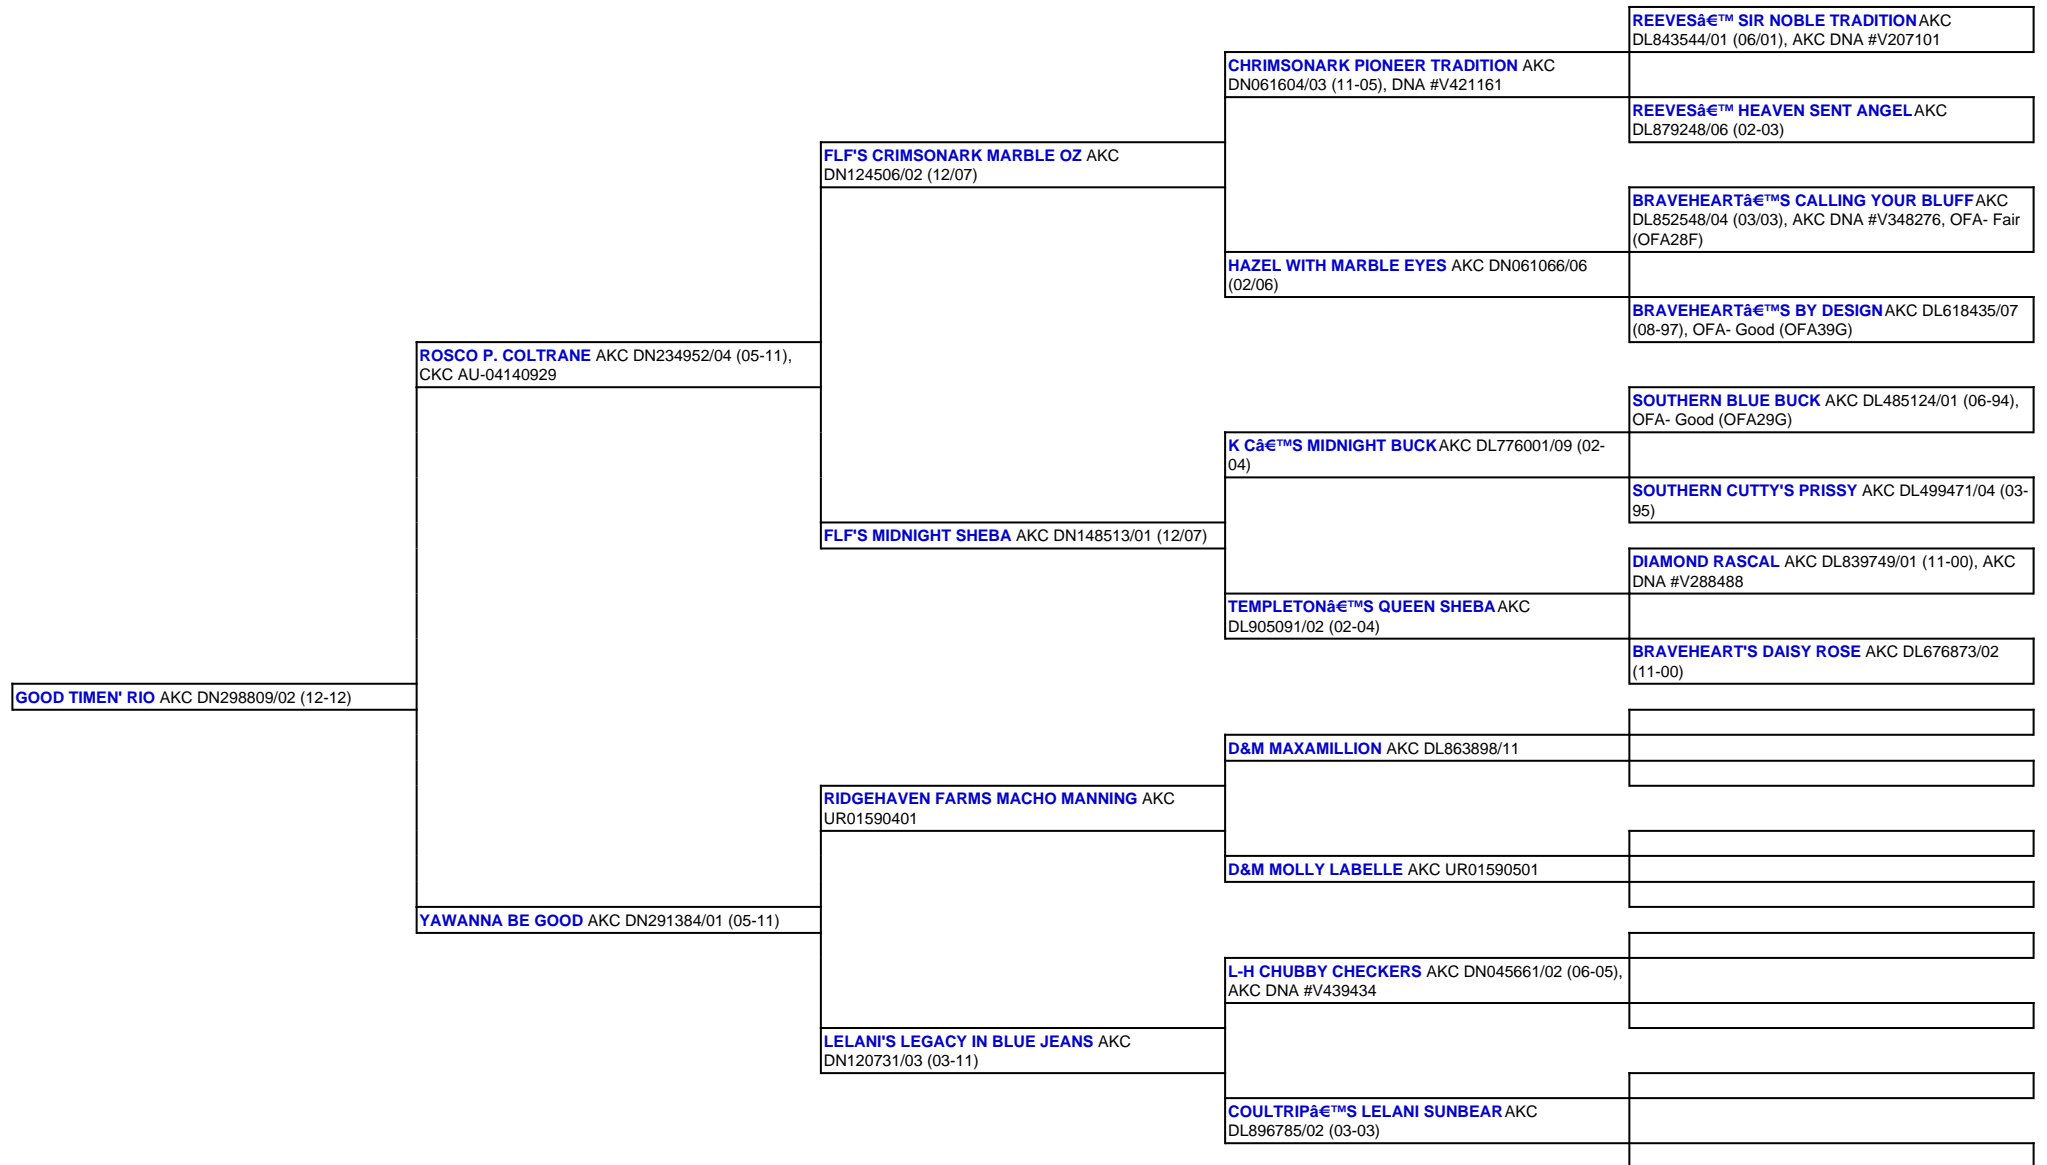 REEVESâ€™ SIR NOBLE TRADITION AKC
DL843544/01 (06/01), AKC DNA #V207101
CHRIMSONARK PIONEER TRADITION AKC
DN061604/03 (11-05), DNA #V421161
REEVESâ€™ HEAVEN SENT ANGEL AKC
DL879248/06 (02-03)
FLF'S CRIMSONARK MARBLE OZ AKC
DN124506/02 (12/07)
BRAVEHEARTâ€™S CALLING YOUR BLUFF AKC
DL852548/04 (03/03), AKC DNA #V348276, OFA- Fair
(OFA28F)
HAZEL WITH MARBLE EYES AKC DN061066/06
(02/06)
BRAVEHEARTâ€™S BY DESIGN AKC DL618435/07
(08-97), OFA- Good (OFA39G)
ROSCO P. COLTRANE AKC DN234952/04 (05-11),
CKC AU-04140929
SOUTHERN BLUE BUCK AKC DL485124/01 (06-94),
OFA- Good (OFA29G)
K Câ€™S MIDNIGHT BUCK AKC DL776001/09 (02-
04)
SOUTHERN CUTTY'S PRISSY AKC DL499471/04 (03-
95)
FLF'S MIDNIGHT SHEBA AKC DN148513/01 (12/07)
DIAMOND RASCAL AKC DL839749/01 (11-00), AKC
DNA #V288488
TEMPLETONâ€™S QUEEN SHEBA AKC
DL905091/02 (02-04)
BRAVEHEART'S DAISY ROSE AKC DL676873/02
(11-00)
GOOD TIMEN' RIO AKC DN298809/02 (12-12)
D&M MAXAMILLION AKC DL863898/11
RIDGEHAVEN FARMS MACHO MANNING AKC
UR01590401
D&M MOLLY LABELLE AKC UR01590501
YAWANNA BE GOOD AKC DN291384/01 (05-11)
L-H CHUBBY CHECKERS AKC DN045661/02 (06-05),
AKC DNA #V439434
LELANI'S LEGACY IN BLUE JEANS AKC
DN120731/03 (03-11)
COULTRIPâ€™S LELANI SUNBEAR AKC
DL896785/02 (03-03)